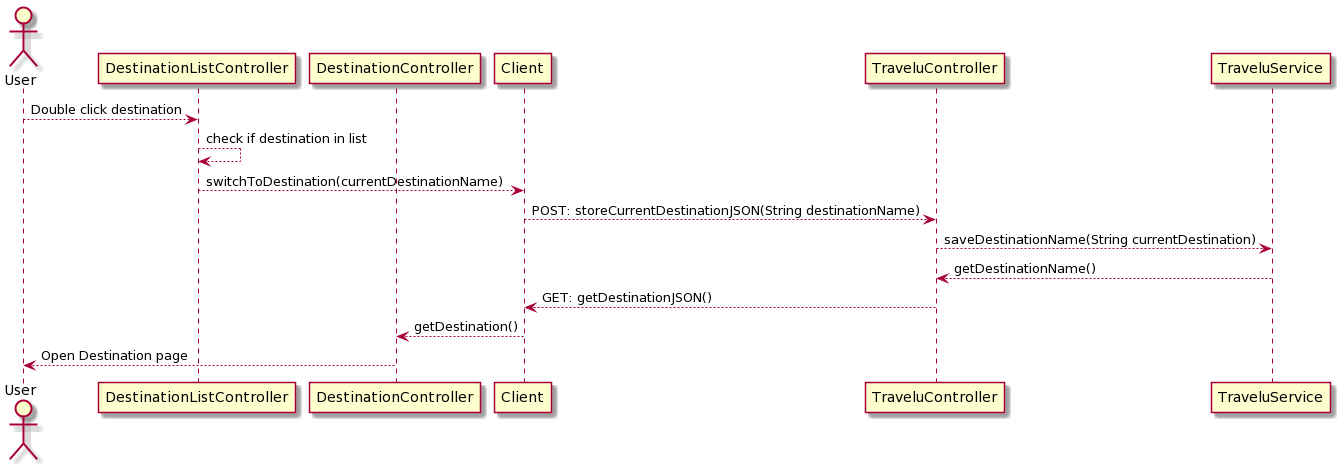 User
DestinationListController
DestinationController
Client
TraveluController
TraveluService
Double click destination
check if destination in list
switchToDestination(currentDestinationName)
POST: storeCurrentDestinationJSON(String destinationName)
saveDestinationName(String currentDestination)
getDestinationName()
GET: getDestinationJSON()
getDestination()
Open Destination page
User
DestinationListController
DestinationController
Client
TraveluController
TraveluService